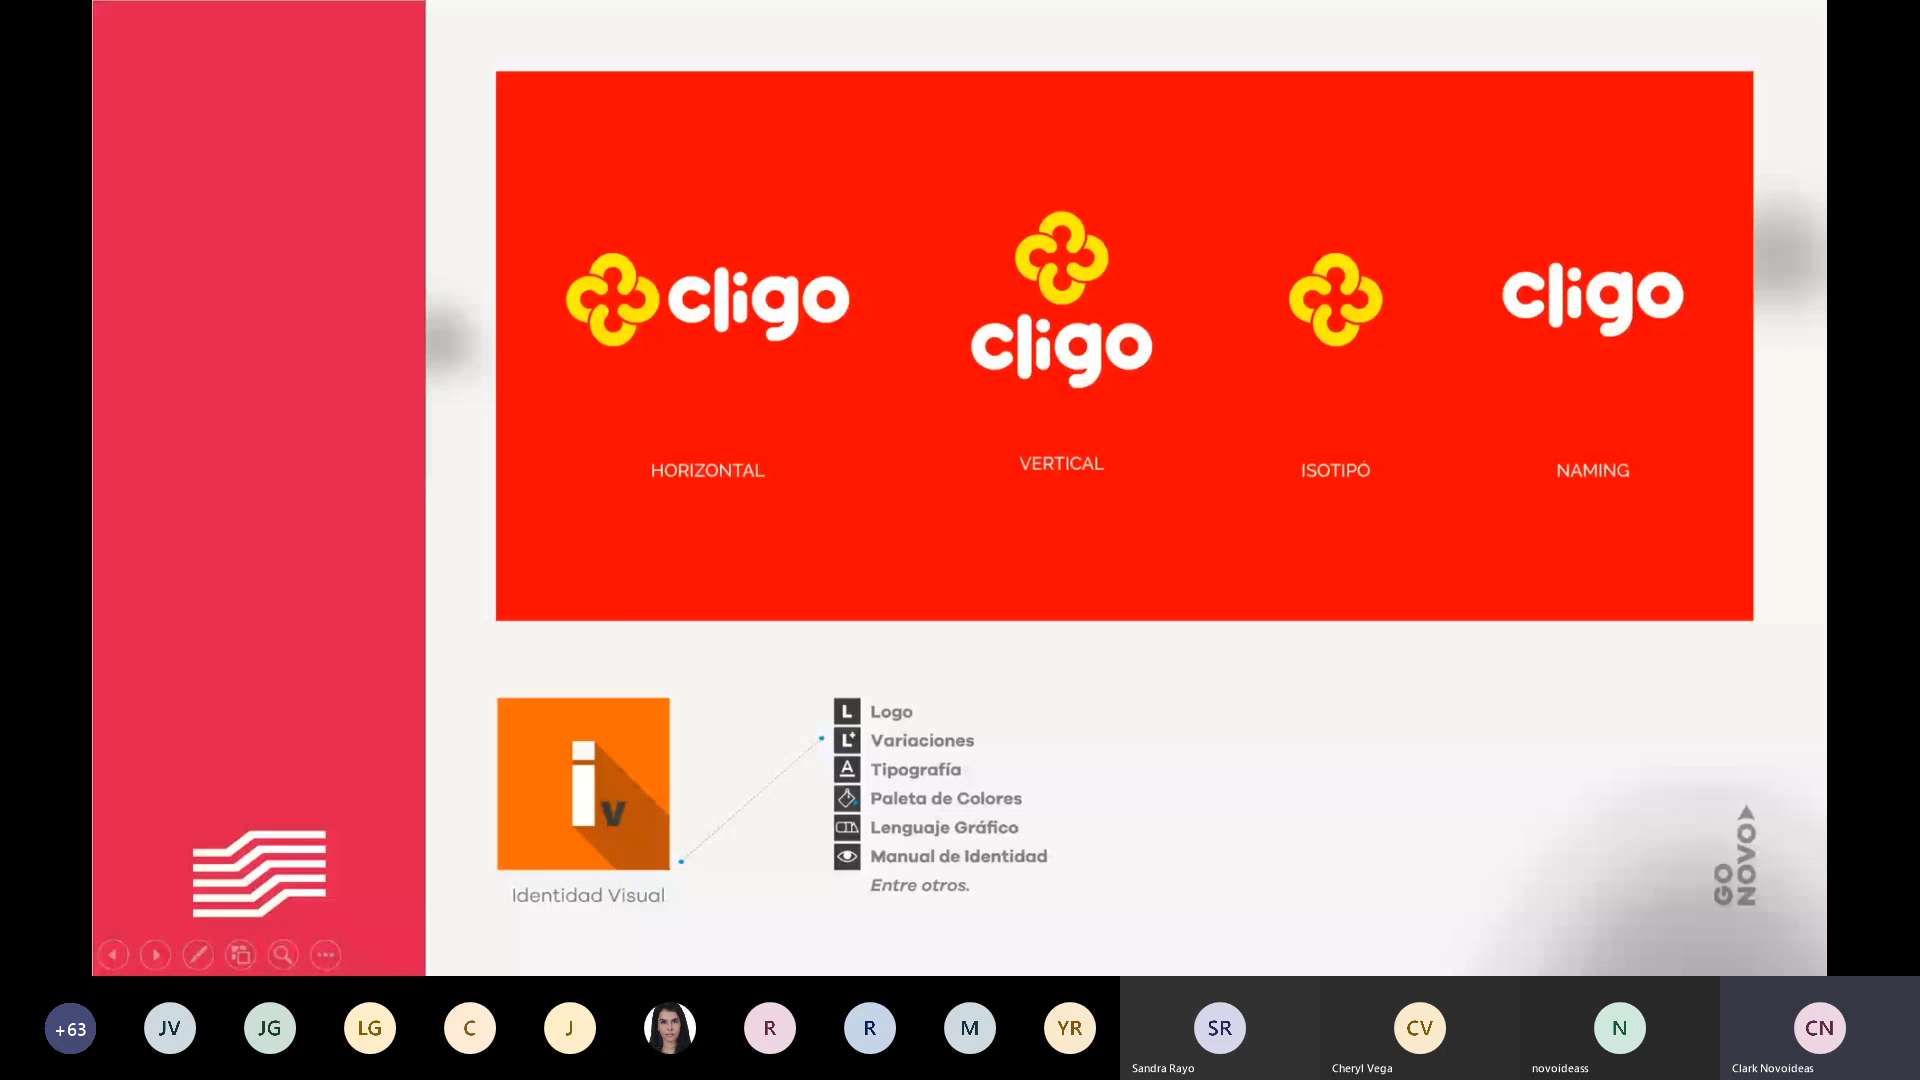 cligo
cligo
cligo
HORIZONTAL
VERTICAL
ISOTIPO
NAMING
iv
Identidad Visual
L Logo
L+ Variaciones
A Tipografía
Paleta de Colores
Lenguaje Gráfico
Manual de Identidad
Entre otros.
GO
NOVO
+63
JV
JG
LG
C
J
R
R
M
YR
SR
CV
N
CN
Sandra Rayo
Cheryl Vega
novoideass
Clark Novoideas